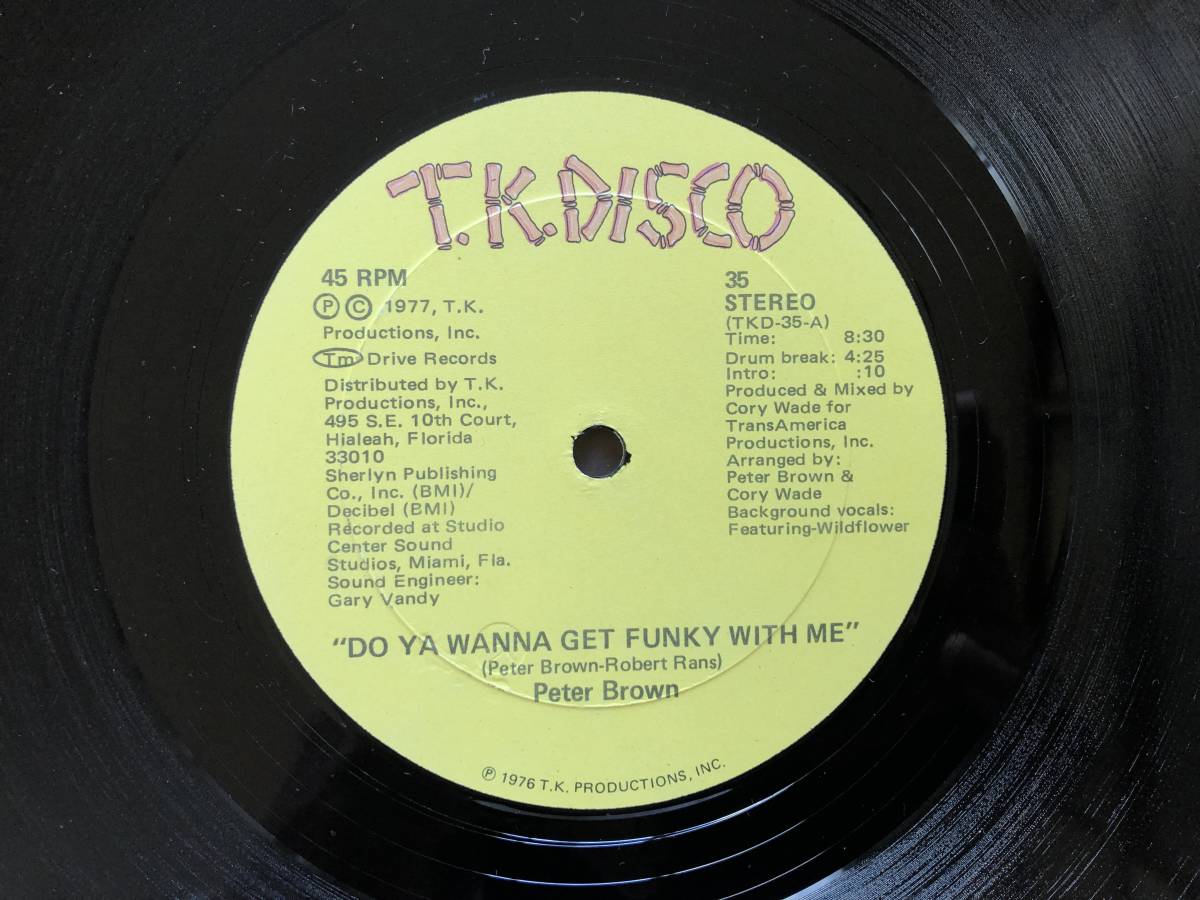 T.K.DISCO
45 RPM
Ⓟ © 1977, T.K.
Productions, Inc.
Tm Drive Records
Distributed by T.K.
Productions, Inc.,
495 S.E. 10th Court,
Hialeah, Florida
33010
Sherlyn Publishing
Co., Inc. (BMI)/
Decibel (BMI)
Recorded at Studio
Center Sound
Studios, Miami, Fla.
Sound Engineer:
Gary Vandy
35
STEREO
(TKD-35-A)
Time: 8:30
Drum break: 4:25
Intro: :10
Produced & Mixed by
Cory Wade for
TransAmerica
Productions, Inc.
Arranged by:
Peter Brown &
Cory Wade
Background vocals:
Featuring-Wildflower
"DO YA WANNA GET FUNKY WITH ME"
(Peter Brown-Robert Rans)
Peter Brown
Ⓟ 1976 T.K. PRODUCTIONS, INC.